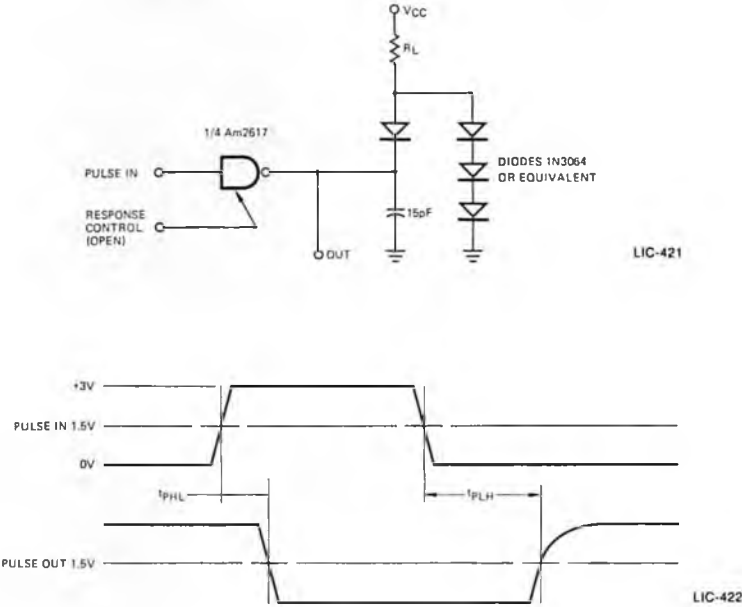 VCC
RL
1/4 Am2617
PULSE IN
DIODES 1N3064
OR EQUIVALENT
RESPONSE
CONTROL
(OPEN)
15pF
OUT
LIC-421
+3V
PULSE IN 1.5V
0V
tPHL
tPLH
PULSE OUT 1.5V
LIC-422